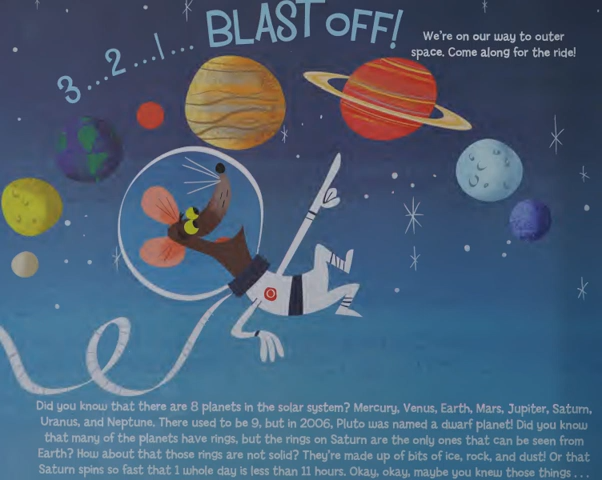 3...2...1... BLAST OFF!
We're on our way to outer
space. Come along for the ride!
Did you know that there are 8 planets in the solar system? Mercury, Venus, Earth, Mars, Jupiter, Saturn,
Uranus, and Neptune. There used to be 9, but in 2006, Pluto was named a dwarf planet! Did you know
that many of the planets have rings, but the rings on Saturn are the only ones that can be seen from
Earth? How about that those rings are not solid? They're made up of bits of ice, rock, and dust! Or that
Saturn spins so fast that 1 whole day is less than 11 hours. Okay, okay, maybe you knew those things . . .